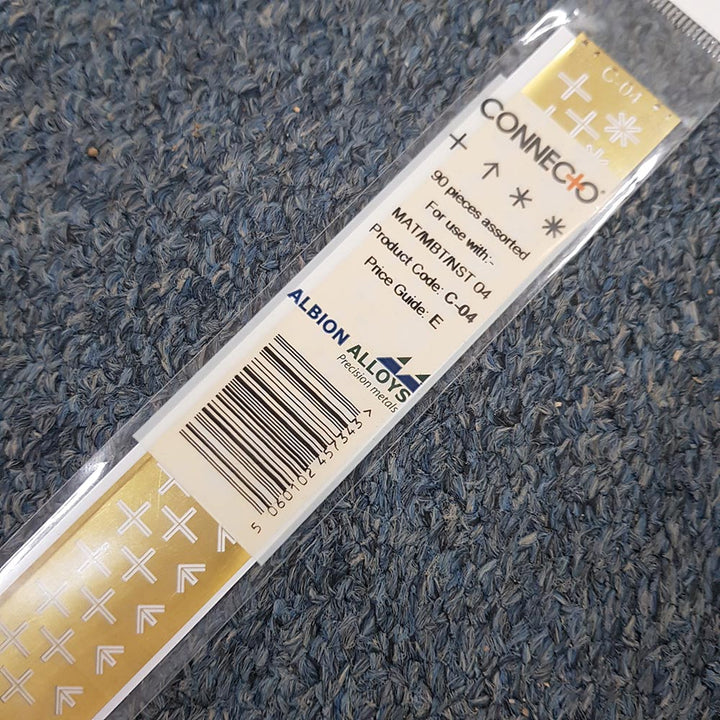 C-04
CONNECTO®
90 pieces assorted
For use with:-
MAT/MBT/NST 04
Product Code: C-04
Price Guide: E
ALBION ALLOYS
Precision metals
5 060102 457343 >